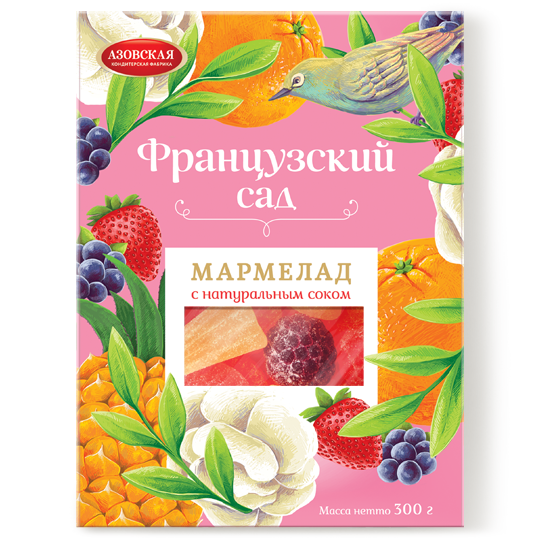 АЗОВСКАЯ
КОНДИТЕРСКАЯ ФАБРИКА
Французский
сад
МАРМЕЛАД
с натуральным соком
Масса нетто 300 г